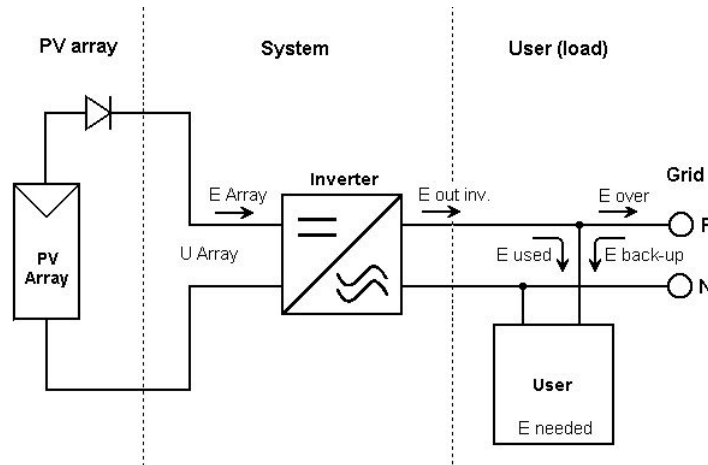 PV array
System
User (load)
Inverter
Grid
E Array
E out inv.
E over
P
PV
Array
U Array
E used
E back-up
N
User
E needed